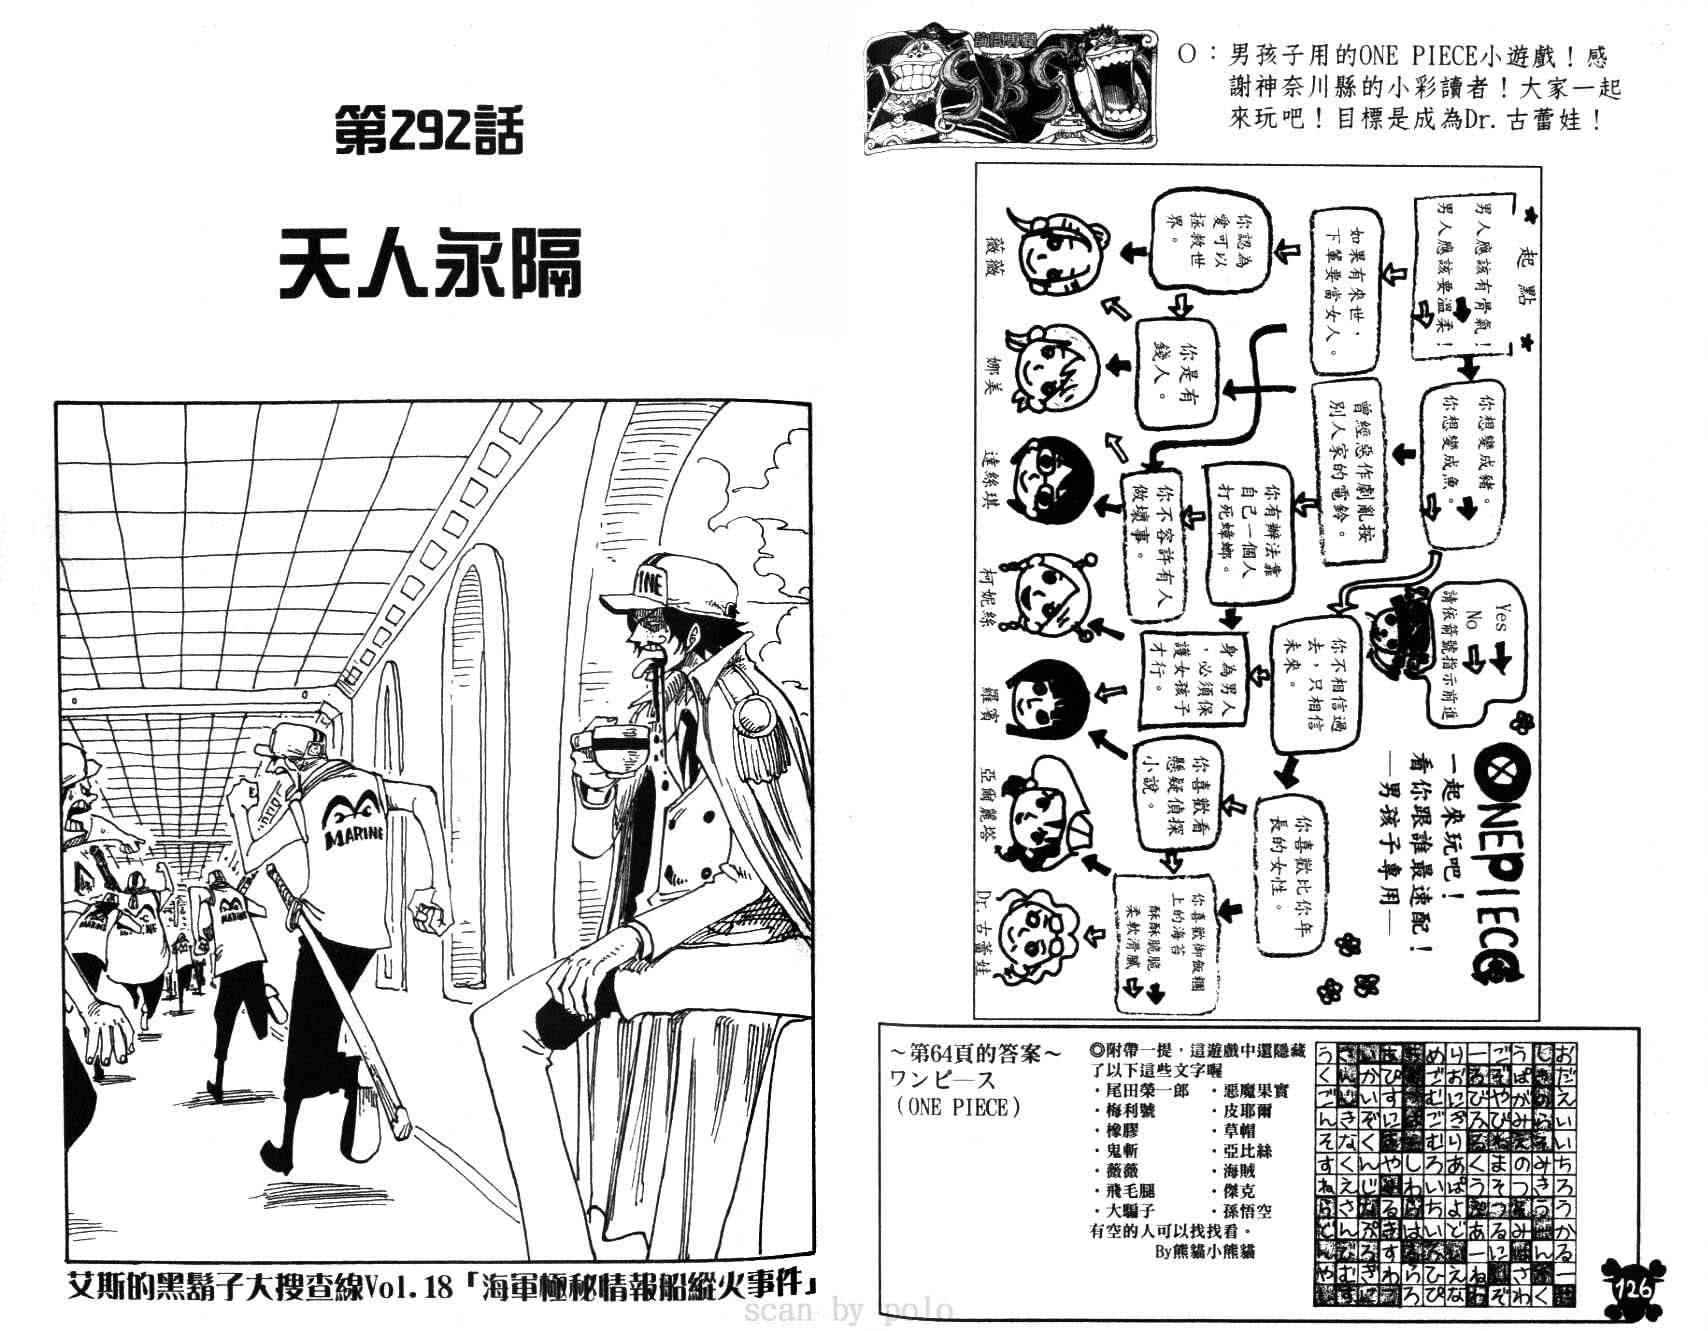 SBS
O：男孩子用的ONE PIECE小遊戲！感
謝神奈川縣的小彩讀者！大家一起
來玩吧！目標是成為Dr.古蕾娃！
★起點★
男人應該有骨氣！
男人應該要溫柔！
如果有來世，
下輩要當女人。
你認為
愛可以
拯救世
界。
薇薇
你是有
錢人。
娜美
你想變成豬。
你想變成魚。
曾經惡作劇亂按
別人家的電鈴。
你有辦法靠
自己一個人
打死蟑螂。
你不容許有人
做壞事。
達絲琪
柯妮絲
Yes
No
請依箭號指示前進
你不相信過
去，只相信
未來。
身為男人
，必須保
護女孩子
才行。
羅賓
ONE PIECE
一起來玩吧！
看你跟誰最速配！
—男孩子專用—
你喜歡比你年
長的女性。
你喜歡看
懸疑偵探
小說。
亞爾麗塔
你喜歡御飯糰
上的海苔
酥酥脆脆
柔軟滑膩
Dr.古蕾娃
～第64頁的答案～
ワンピース
（ONE PIECE）
◎附帶一提，這遊戲中還隱藏
了以下這些文字喔
・尾田榮一郎　・惡魔果實
・梅利號　・皮耶爾
・橡膠　・草帽
・鬼斬　・亞比絲
・薇薇　・海賊
・飛毛腿　・傑克
・大騙子　・孫悟空
有空的人可以找找看。
By熊貓小熊貓
126
第292話
天人永隔
MARINE
MARINE
艾斯的黑鬍子大搜查線Vol.18「海軍極秘情報船縱火事件」
scan by polo